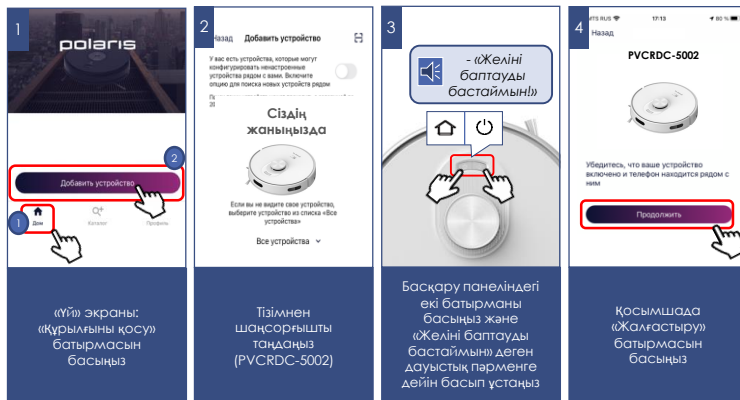 1
polaris
2
Добавить устройство
1
Дом
Каталог
Профиль
«Үй» экраны:
«Құрылғыны қосу»
батырмасын
басыңыз
2
Назад
Добавить устройство
У вас есть устройства, которые могут
конфигурировать ненастроенные
устройства рядом с вами. Включите
опцию для поиска новых устройств рядом
20
Сіздің
жаныңызда
Если вы не видите свое устройство,
выберите устройство из списка «Все
устройства»
Все устройства
Тізімнен
шаңсорғышты
таңдаңыз
(PVCRDC-5002)
3
- «Желіні
баптауды
бастаймын!»
Басқару панеліндегі
екі батырманы
басыңыз және
«Желіні баптауды
бастаймын» деген
дауыстық пәрменге
дейін басып ұстаңыз
4
MTS RUS 17:13 80 %
Назад
PVCRDC-5002
Убедитесь, что ваше устройство
включено и телефон находится рядом с
ним
Продолжить
Қосымшада
«Жалғастыру»
батырмасын
басыңыз